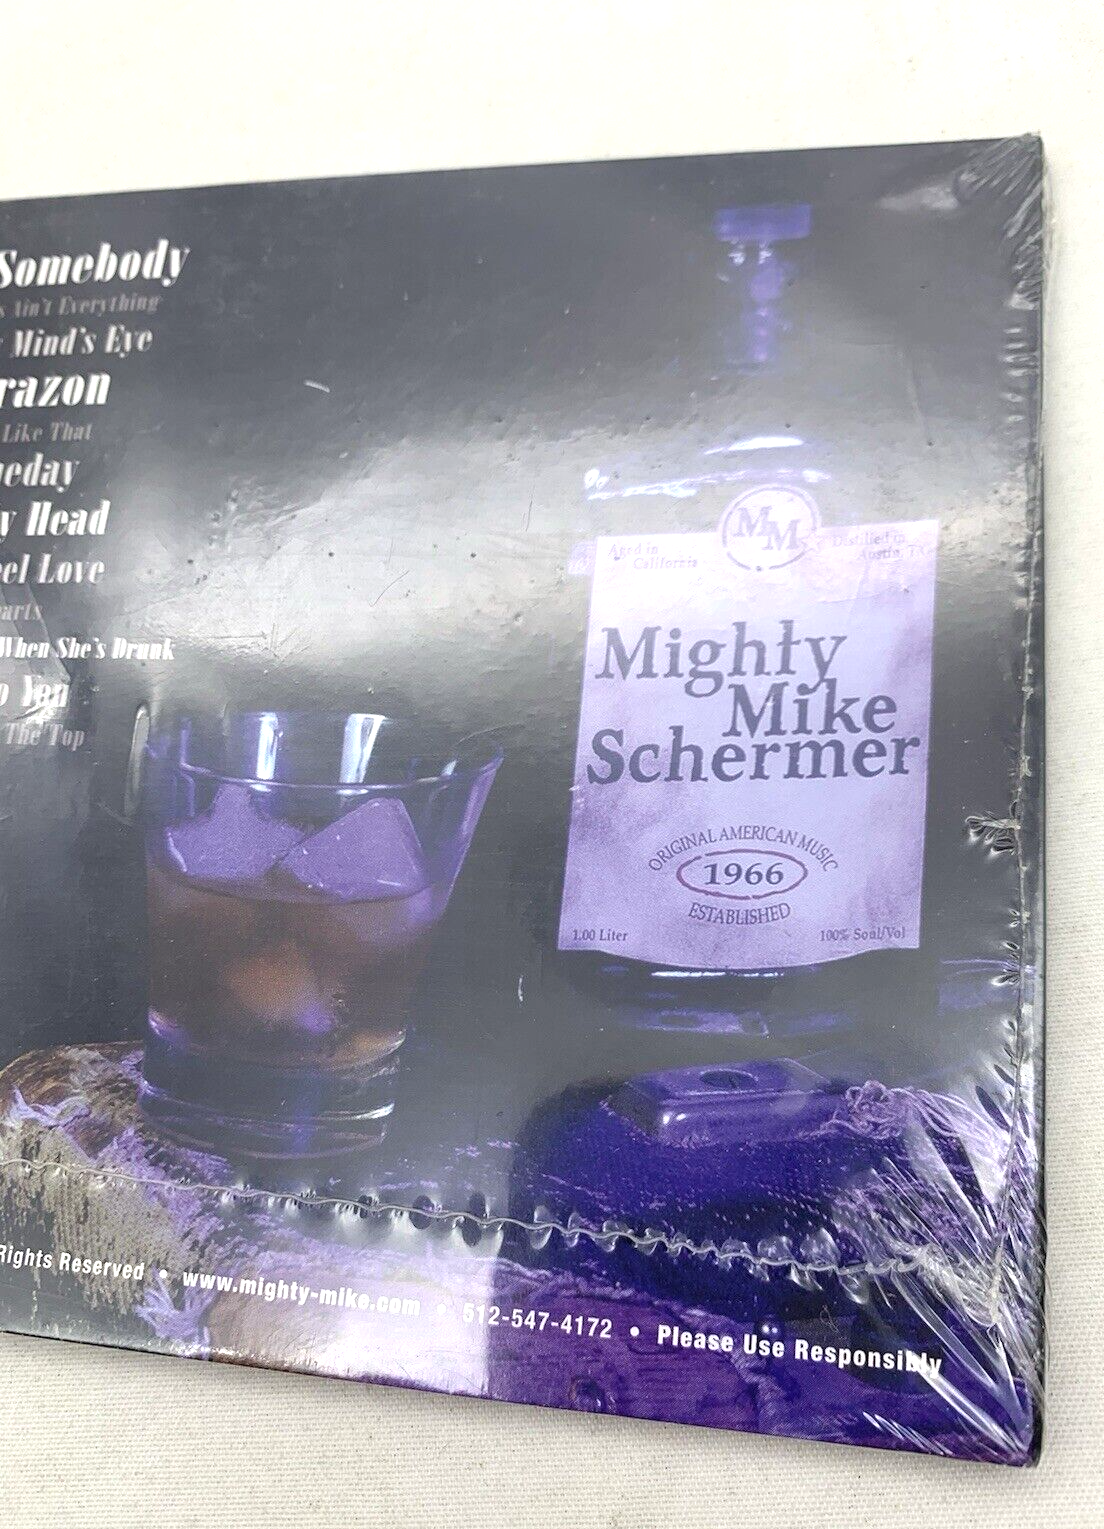 Somebody
Ain't Everything
Mind's Eye
razon
Like That
eday
y Head
eel Love
arts
When She's Drunk
o You
The Top
MM
Aged in
California
Distilled in
Austin, TX
Mighty
Mike
Schermer
ORIGINAL AMERICAN MUSIC
1966
ESTABLISHED
1.00 Liter
100% Soul/Vol
Rights Reserved • www.mighty-mike.com • 512-547-4172 • Please Use Responsibly